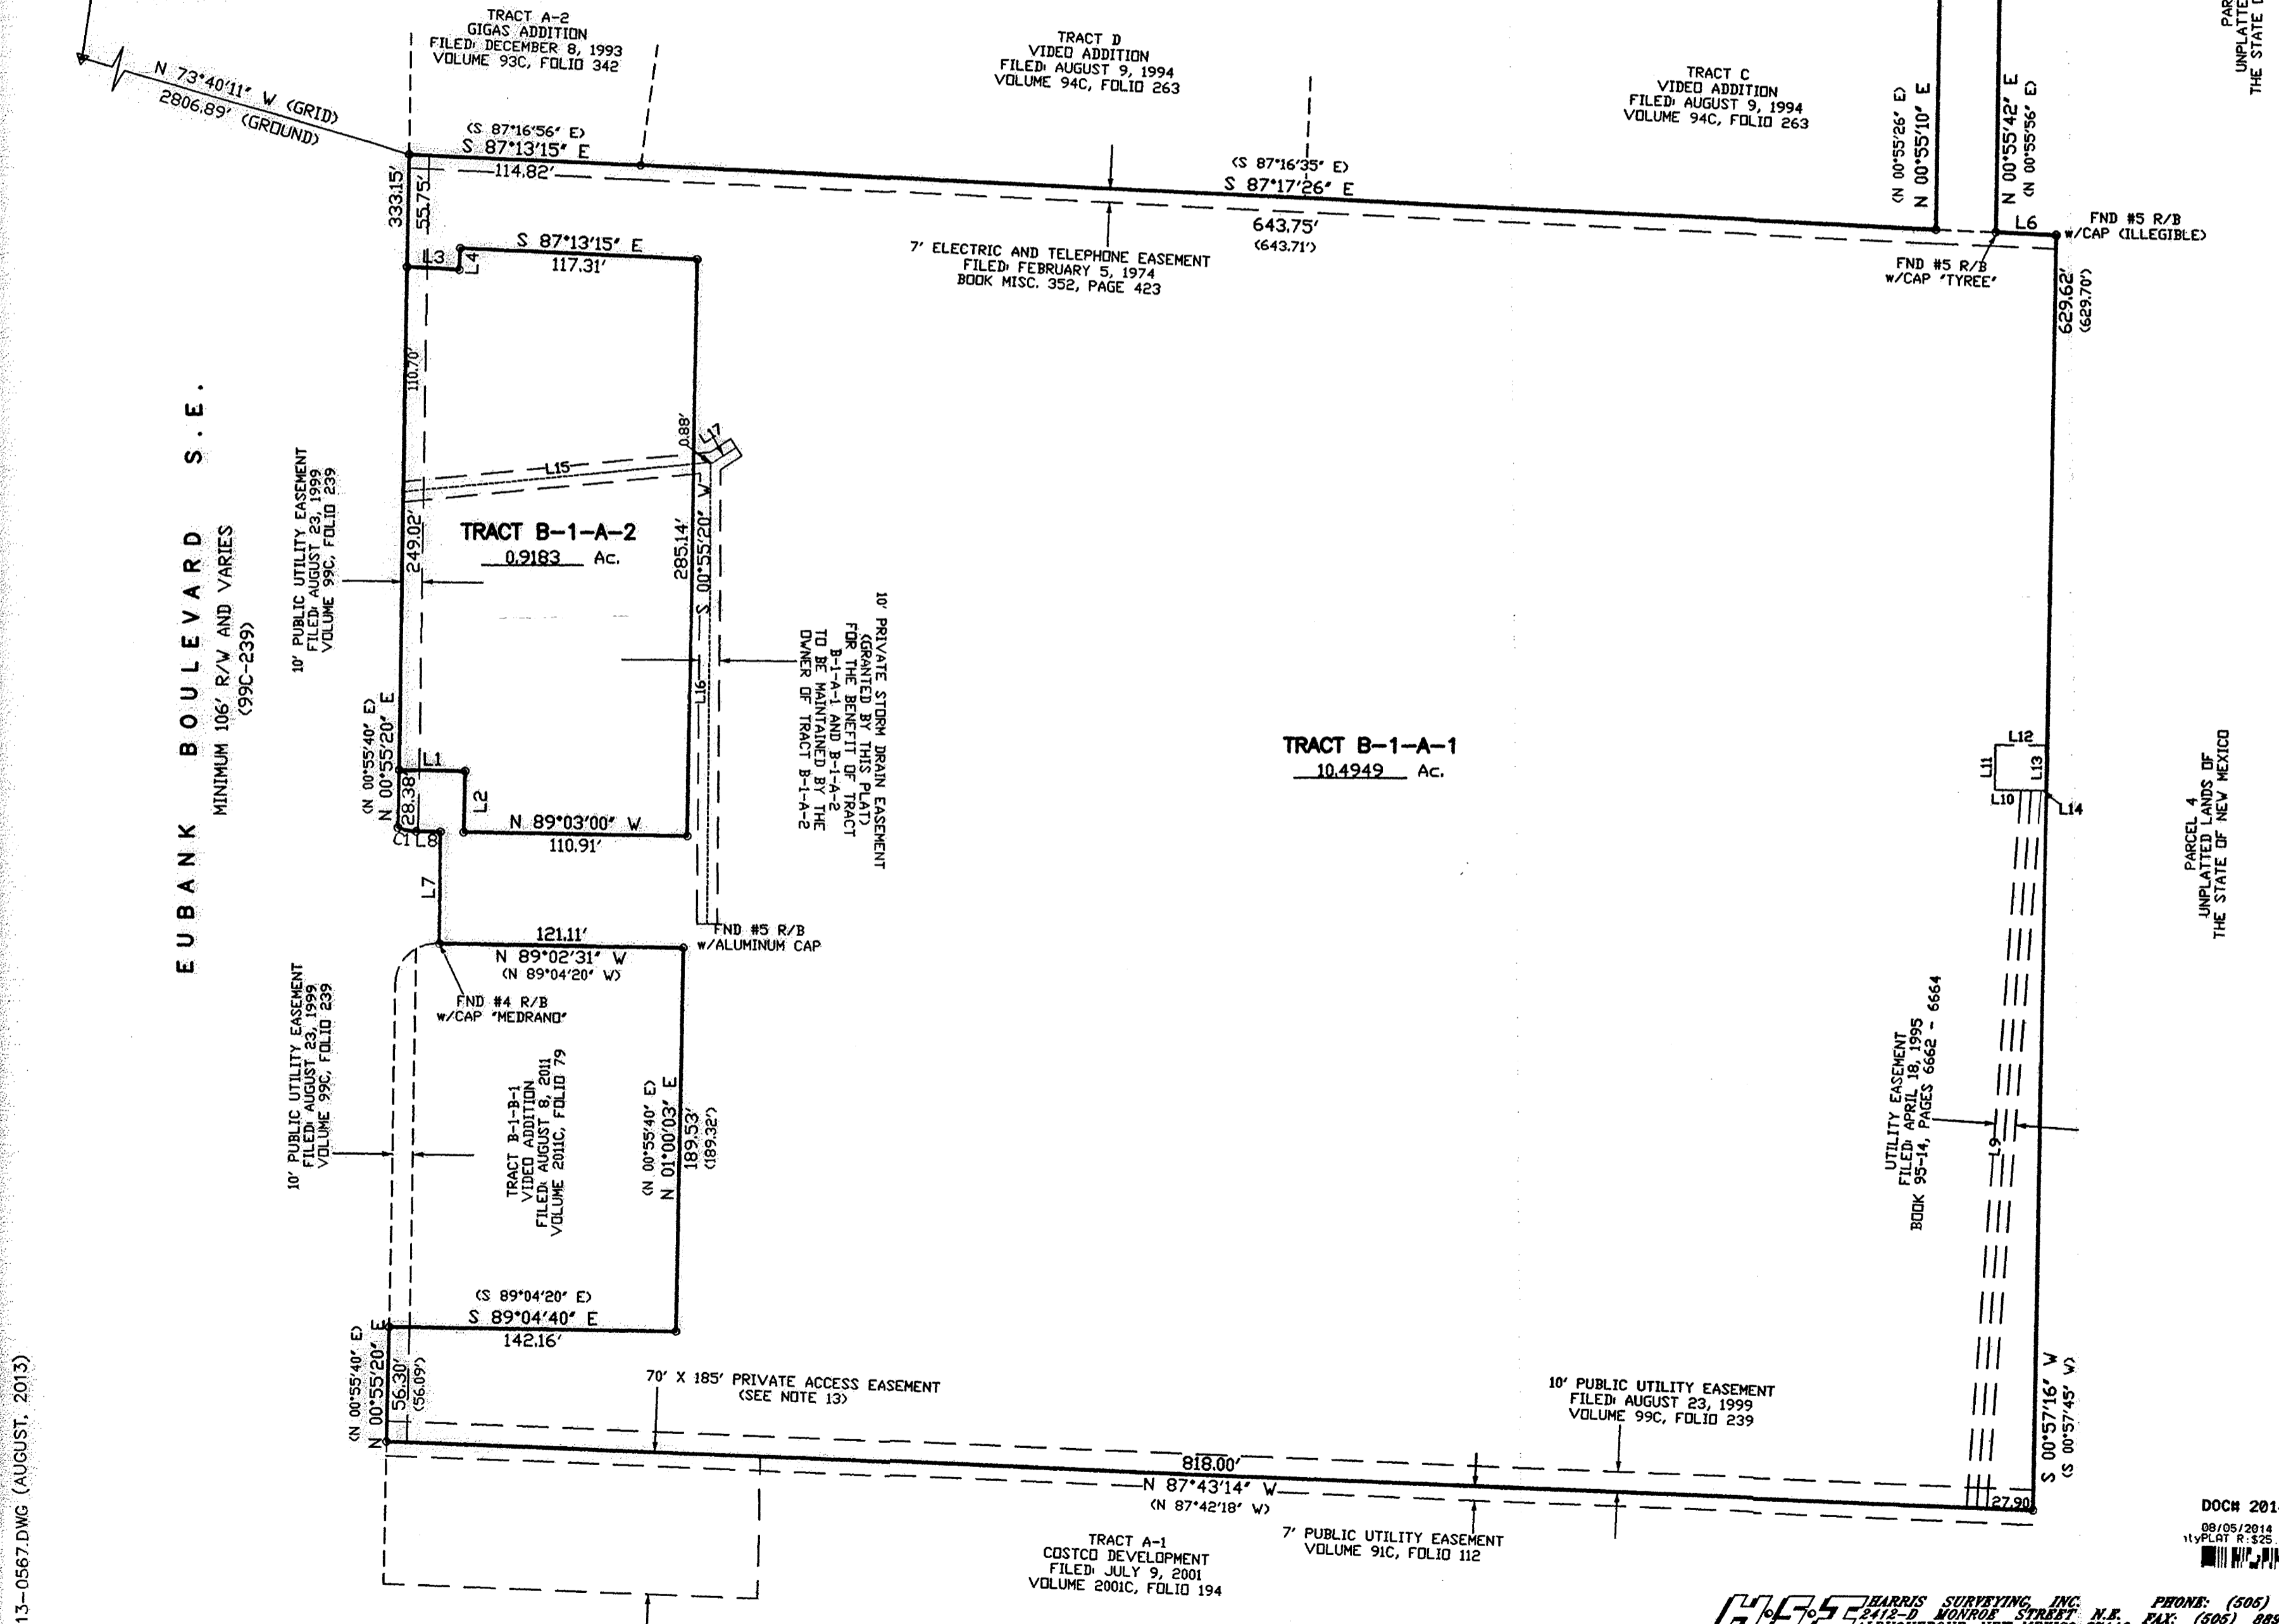 TRACT A-2
GIGAS ADDITION
FILED: DECEMBER 8, 1993
VOLUME 93C, FOLIO 342
TRACT D
VIDEO ADDITION
FILED: AUGUST 9, 1994
VOLUME 94C, FOLIO 263
TRACT C
VIDEO ADDITION
FILED: AUGUST 9, 1994
VOLUME 94C, FOLIO 263
UNPLATTE
THE STATE
N 73°40'11" W (GRID)
2806.89' (GROUND)
(S 87°16'56" E)
S 87°13'15" E
114.82'
(S 87°16'35" E)
S 87°17'26" E
643.75'
(643.71')
(N 00°55'26" E)
N 00°55'10" E
N 00°55'42" E
(N 00°55'56" E)
L6
FND #5 R/B
w/CAP (ILLEGIBLE)
FND #5 R/B
w/CAP "TYREE"
629.62'
(629.70')
333.15'
55.75'
L3
L4
S 87°13'15" E
117.31'
7' ELECTRIC AND TELEPHONE EASEMENT
FILED: FEBRUARY 5, 1974
BOOK MISC. 352, PAGE 423
110.70'
0.88'
L17
L15
EUBANK BOULEVARD S.E.
MINIMUM 106' R/W AND VARIES
(99C-239)
10' PUBLIC UTILITY EASEMENT
FILED: AUGUST 23, 1999
VOLUME 99C, FOLIO 239
249.02'
TRACT B-1-A-2
0.9183 Ac.
285.14'
S 00°55'20" W
L16
10' PRIVATE STORM DRAIN EASEMENT
(GRANTED BY THIS PLAT)
FOR THE BENEFIT OF TRACT
B-1-A-1 AND B-1-A-2
TO BE MAINTAINED BY THE
OWNER OF TRACT B-1-A-2
TRACT B-1-A-1
10.4949 Ac.
L12
L11
L13
L10
L14
PARCEL 4
UNPLATTED LANDS OF
THE STATE OF NEW MEXICO
(N 00°55'40" E)
N 00°55'20" E
28.38'
L1
L2
C1
L8
N 89°03'00" W
110.91'
L7
FND #5 R/B
w/ALUMINUM CAP
121.11'
N 89°02'31" W
(N 89°04'20" W)
FND #4 R/B
w/CAP "MEDRANO"
10' PUBLIC UTILITY EASEMENT
FILED: AUGUST 23, 1999
VOLUME 99C, FOLIO 239
TRACT B-1-B-1
VIDEO ADDITION
FILED: AUGUST 8, 2011
VOLUME 2011C, FOLIO 79
(N 00°55'40" E)
N 01°00'03" E
189.53'
(189.32')
UTILITY EASEMENT
FILED: APRIL 18, 1995
BOOK 95-14, PAGES 6662 - 6664
L9
(S 89°04'20" E)
S 89°04'40" E
142.16'
(N 00°55'40" E)
N 00°55'20" E
56.30'
(56.09')
70' X 185' PRIVATE ACCESS EASEMENT
(SEE NOTE 13)
10' PUBLIC UTILITY EASEMENT
FILED: AUGUST 23, 1999
VOLUME 99C, FOLIO 239
S 00°57'16" W
(S 00°57'45" W)
27.90
818.00'
N 87°43'14" W
(N 87°42'18" W)
7' PUBLIC UTILITY EASEMENT
VOLUME 91C, FOLIO 112
TRACT A-1
COSTCO DEVELOPMENT
FILED: JULY 9, 2001
VOLUME 2001C, FOLIO 194
13-0567.DWG (AUGUST, 2013)
DOC# 201
08/05/2014
PLAT R:$25.
H.S.I
HARRIS SURVEYING, INC. PHONE: (505)
2412-D MONROE STREET N.E. FAX: (505) 889